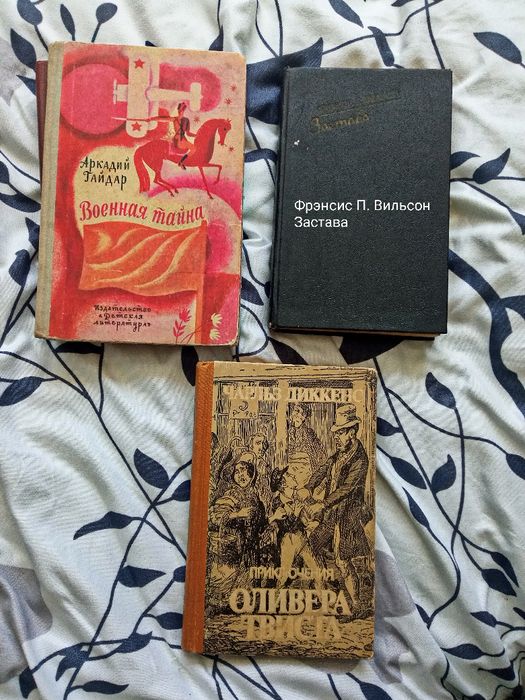 Аркадий
Гайдар
Военная тайна
Издательство
«Детская
литература»
Застава
Фрэнсис П. Вильсон
Застава
ЧАРЛЬЗ ДИККЕНС
ПРИКЛЮЧЕНИЯ
ОЛИВЕРА
ТВИСТА